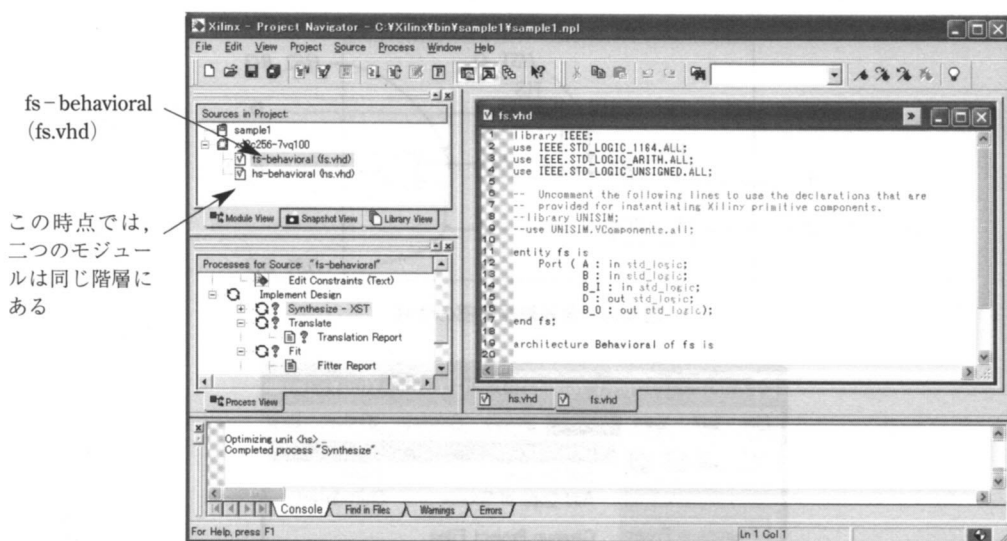 Xilinx - Project Navigator - C:¥Xilinx¥bin¥sample1¥sample1.npl
File Edit View Project Source Process Window Help
fs－behavioral
(fs.vhd)
この時点では，
二つのモジュー
ルは同じ階層に
ある
Sources in Project:
sample1
fs-behavioral (fs.vhd)
hs-behavioral (hs.vhd)
Module View Snapshot View Library View
Processes for Source: "fs-behavioral"
Edit Constraints (Text)
Implement Design
Synthesize - XST
Translate
Translation Report
Fit
Fitter Report
Process View
fs.vhd
1 library IEEE;
2 use IEEE.STD_LOGIC_1164.ALL;
3 use IEEE.STD_LOGIC_ARITH.ALL;
4 use IEEE.STD_LOGIC_UNSIGNED.ALL;
5
6 -- Uncomment the following lines to use the declarations that are
7 -- provided for instantiating Xilinx primitive components.
8 --library UNISIM;
9 --use UNISIM.VComponents.all;
10
11 entity fs is
12 Port ( A : in std_logic;
13 B : in std_logic;
14 B_I : in std_logic;
15 D : out std_logic;
16 B_O : out std_logic);
17 end fs;
18
19 architecture Behavioral of fs is
20
hs.vhd fs.vhd
Optimizing unit <hs> ...
Completed process "Synthesize".
Console Find in Files Warnings Errors
For Help, press F1
Ln 1 Col 1